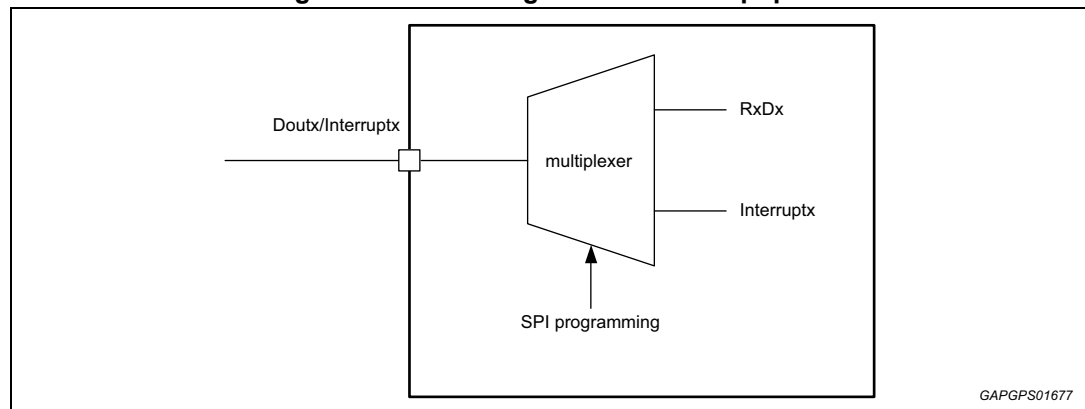 Doutx/Interruptx
RxDx
multiplexer
Interruptx
SPI programming
GAPGPS01677